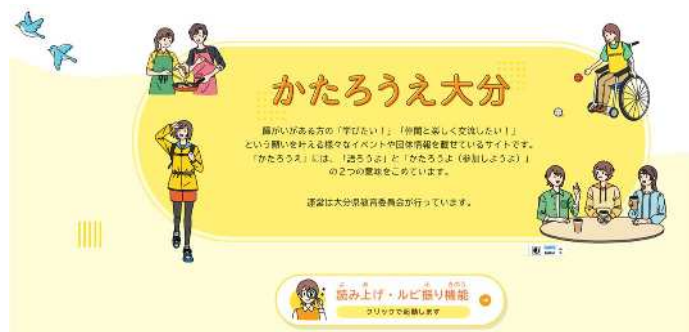 かたろうえ大分
障がいがある方の「学びたい!」「仲間と楽しく交流したい!」
という願いを叶える様々なイベントや団体情報を載せているサイトです。
「かたろうえ」には、「語ろうよ」と「かたろうよ(参加しようよ)」
の2つの意味をこめています。
運営は大分県教育委員会が行っています。
読み上げ・ルビ振り機能
クリックで起動します